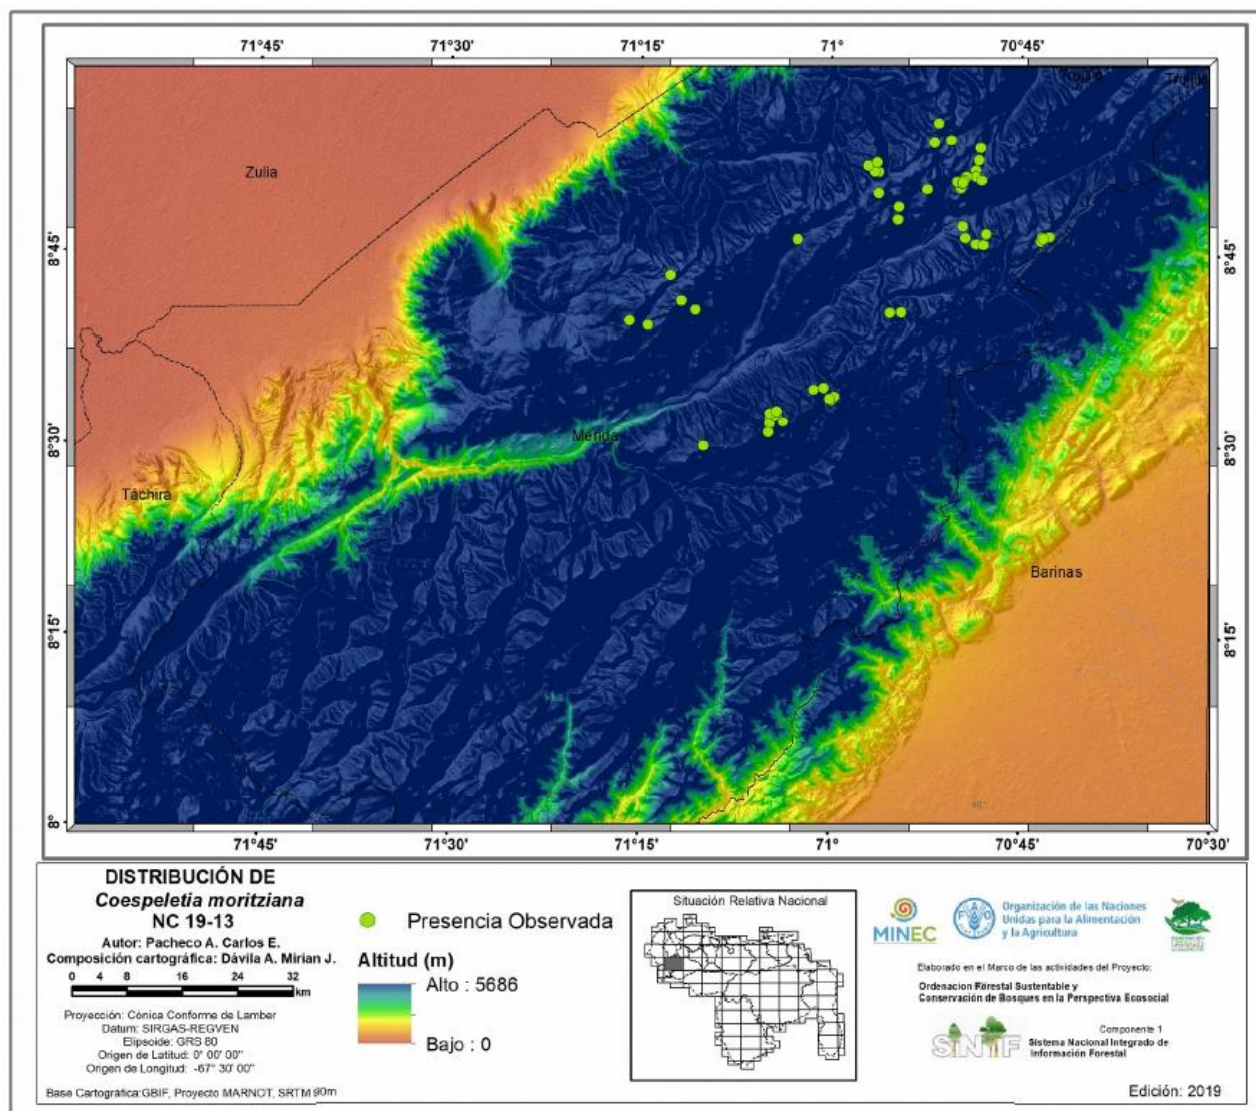 71°45' 71°30' 71°15' 71° 70°45'
Trujillo
Zulia
8°45' 8°45'
Mérida
8°30' 8°30'
Táchira
Barinas
8°15' 8°15'
8°
71°45' 71°30' 71°15' 71° 70°45' 70°30'
DISTRIBUCIÓN DE
Coespeletia moritziana
NC 19-13
Autor: Pacheco A. Carlos E.
Composición cartográfica: Dávila A. Mirian J.
0 4 8 16 24 32
km
Proyección: Cónica Conforme de Lamber
Datum: SIRGAS-REGVEN
Elipsoide: GRS 80
Origen de Latitud: 0° 00' 00"
Origen de Longitud: -67° 30' 00"
Base Cartográfica:GBIF, Proyecto MARNOT, SRTM 90m
Presencia Observada
Altitud (m)
Alto : 5686
Bajo : 0
Situación Relativa Nacional
MINEC
FAO
Organización de las Naciones
Unidas para la Alimentación
y la Agricultura
Elaborado en el Marco de las actividades del Proyecto:
Ordenacion Forestal Sustentable y
Conservación de Bosques en la Perspectiva Ecosocial
SNIF
Componente 1
Sistema Nacional Integrado de
Información Forestal
Edición: 2019